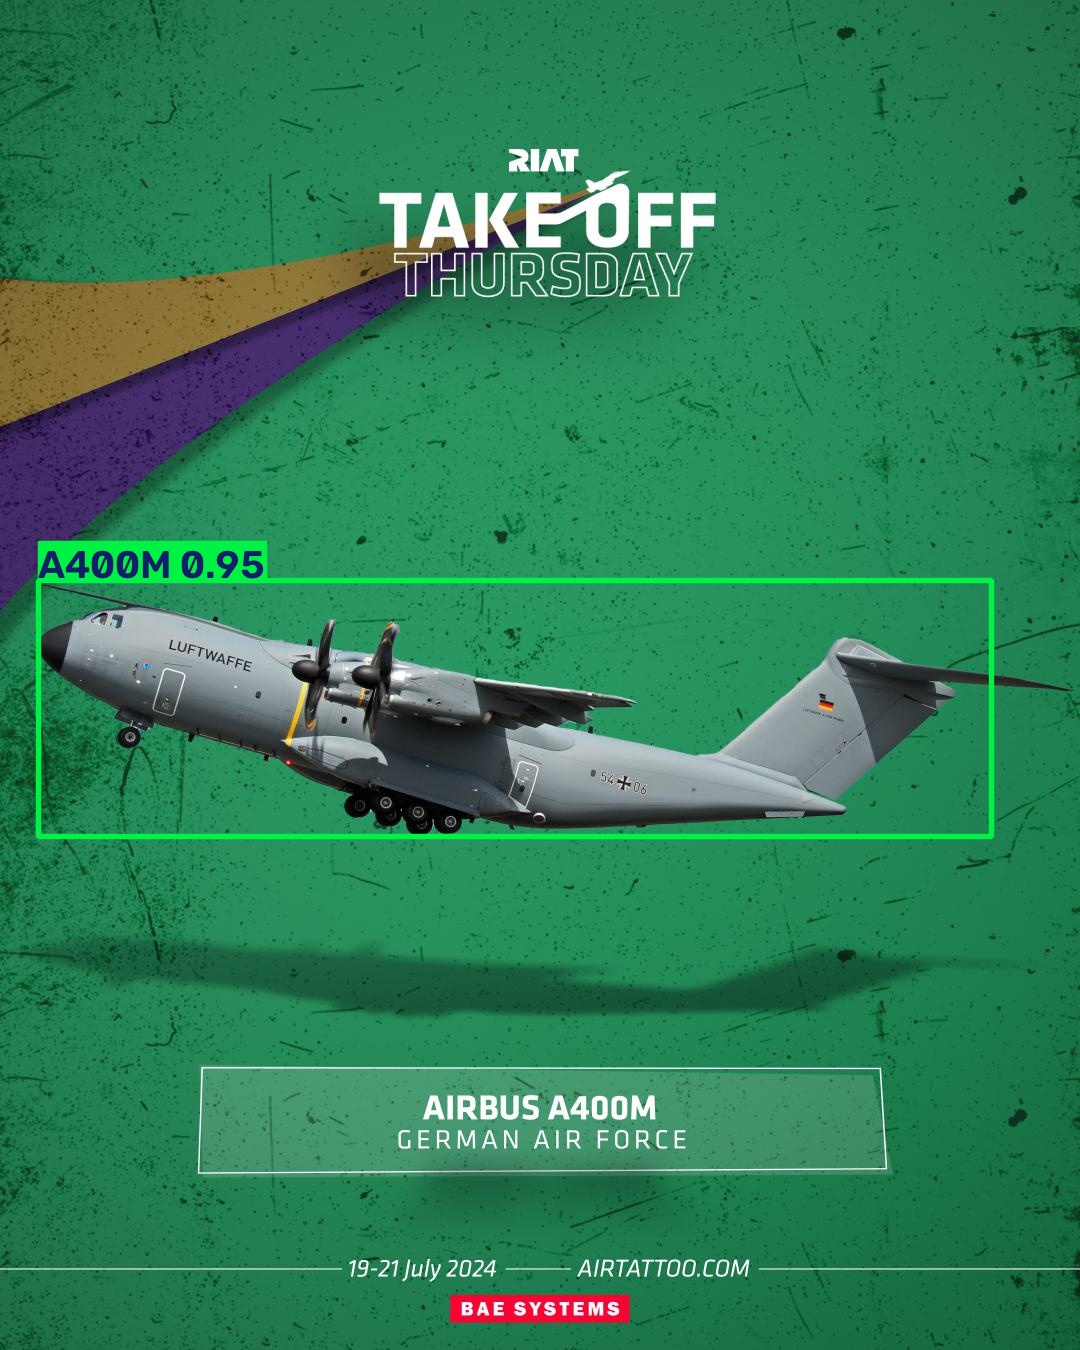 RIAT
TAKE OFF
THURSDAY
A400M 0.95
LUFTWAFFE
54 06
AIRBUS A400M
GERMAN AIR FORCE
19-21 July 2024
AIRTATTOO.COM
BAE SYSTEMS